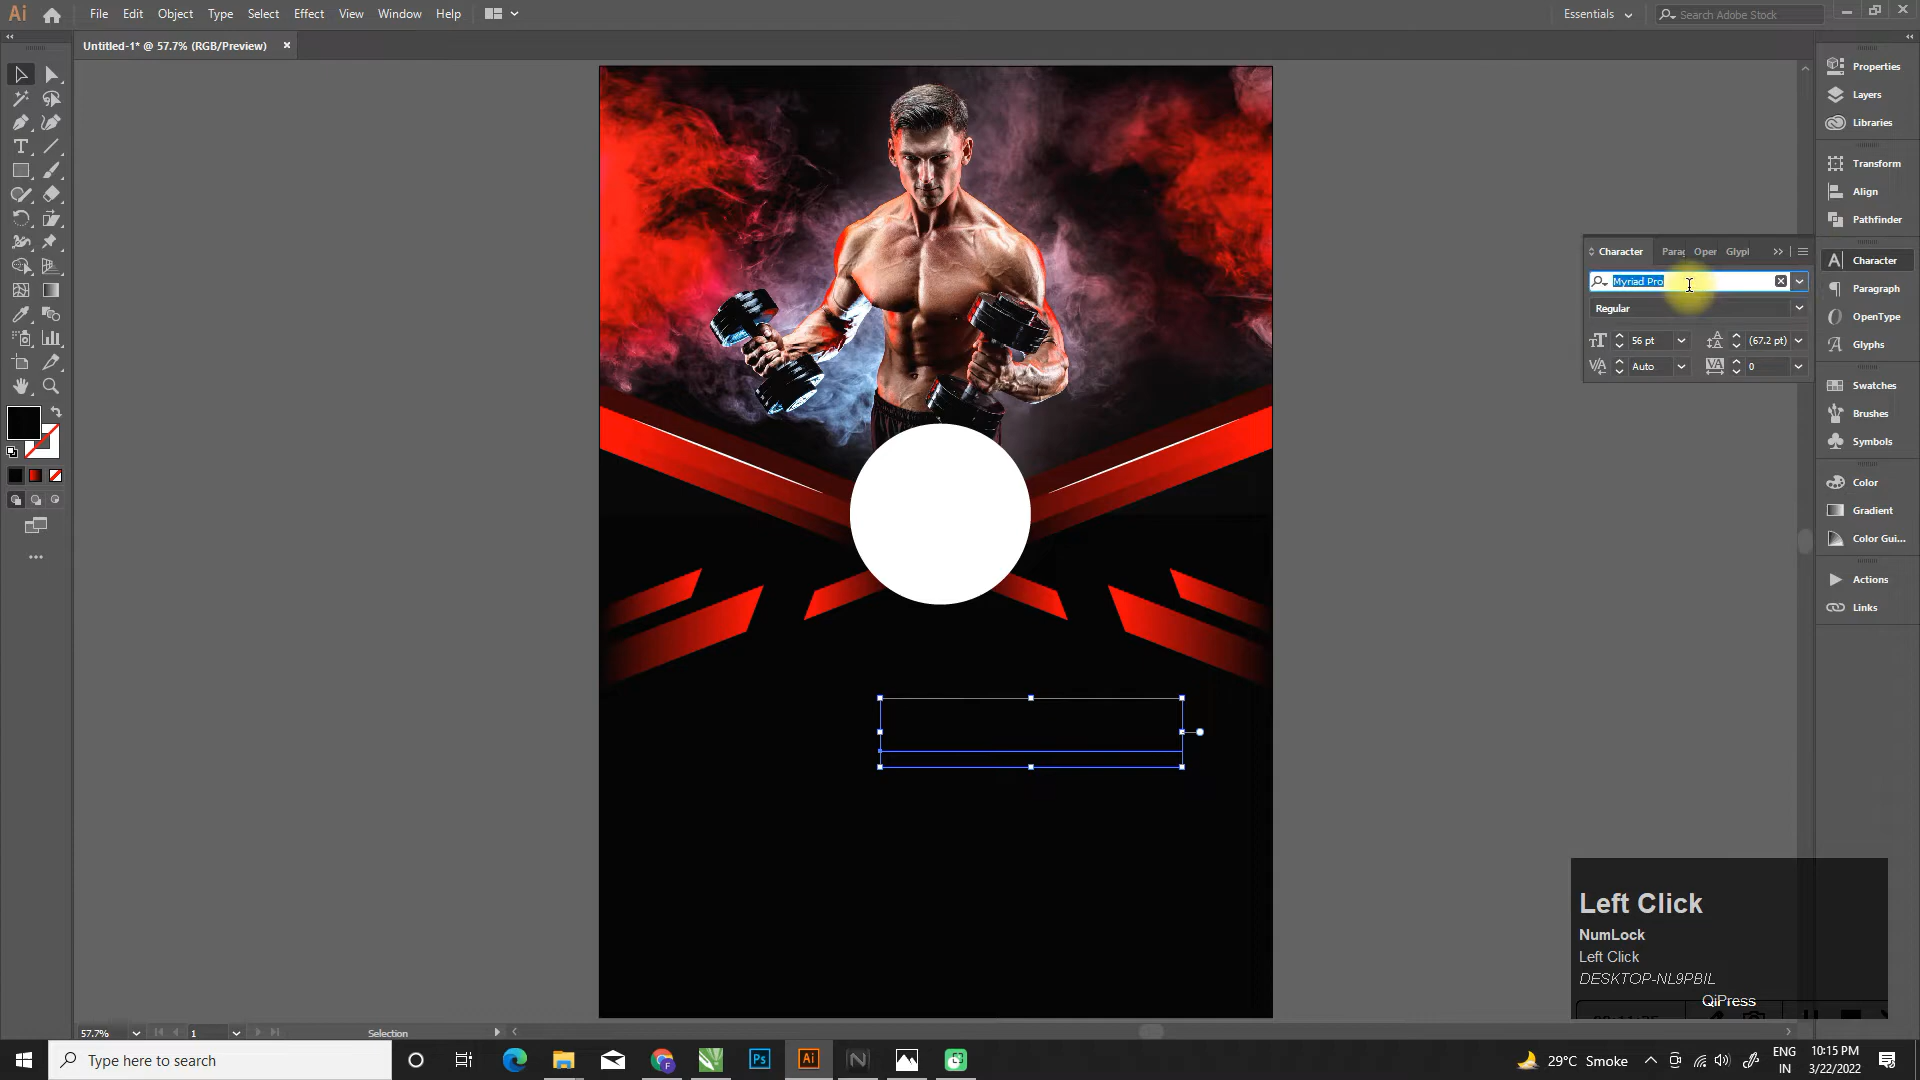 Ai
File Edit Object Type Select Effect View Window Help
Essentials
Search Adobe Stock
Untitled-1* @ 57.7% (RGB/Preview)
Properties
Layers
Libraries
Transform
Align
Pathfinder
Character
Paragraph
OpenType
Glyphs
Swatches
Brushes
Symbols
Color
Gradient
Color Gui...
Actions
Links
Character Para Oper Glypl
Myriad Pro
Regular
56 pt (67.2 pt)
Auto 0
Left Click
NumLock
Left Click
DESKTOP-NL9PBIL
QiPress
57.7% 1 Selection
Type here to search
Ps Ai N
29°C Smoke
ENG
IN
10:15 PM
3/22/2022